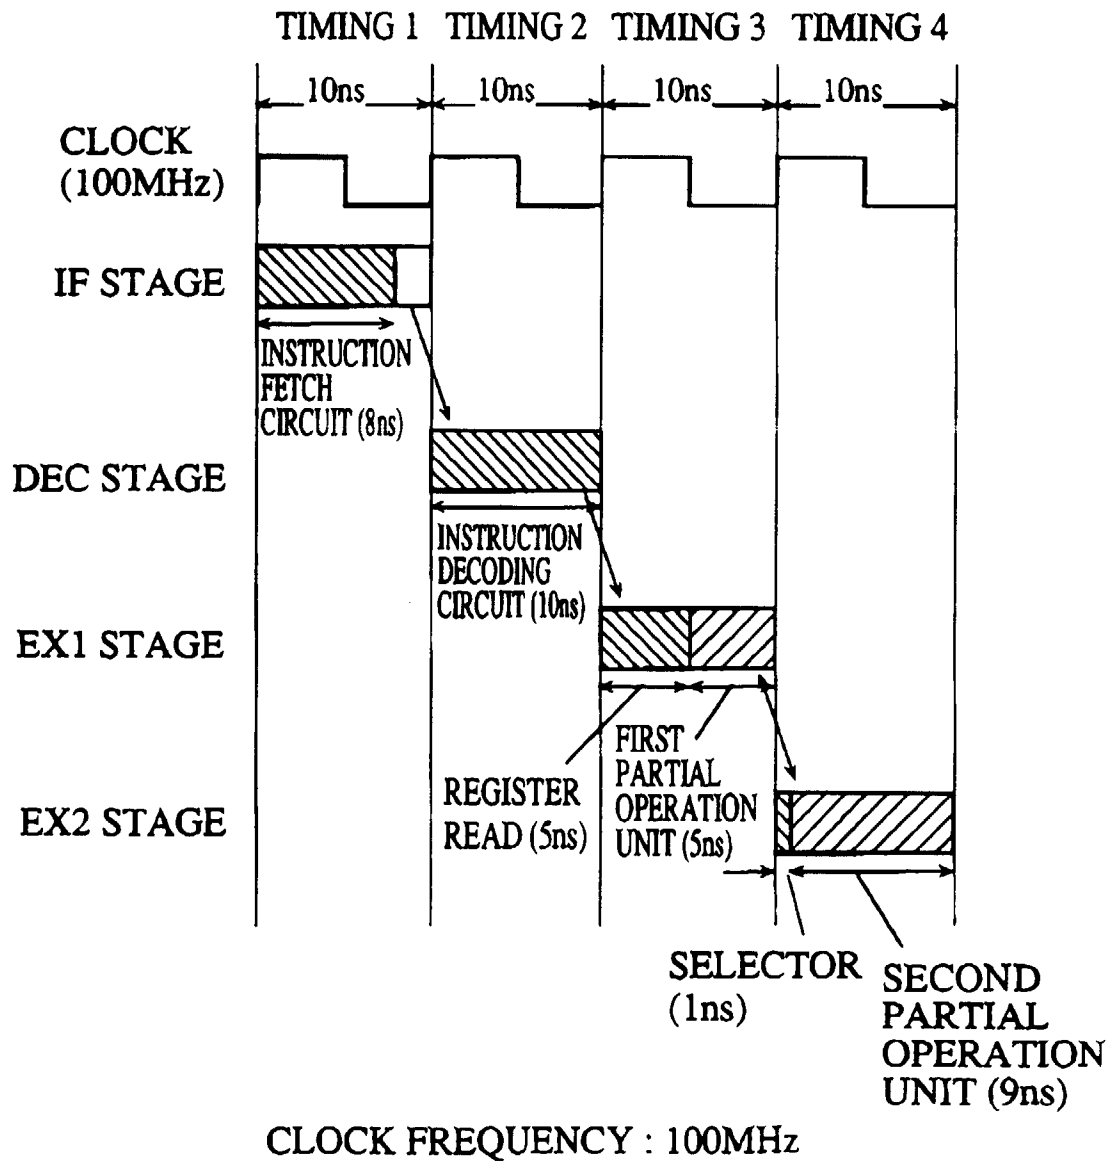 TIMING 1 TIMING 2 TIMING 3 TIMING 4
10ns 10ns 10ns 10ns
CLOCK
(100MHz)
IF STAGE
INSTRUCTION
FETCH
CIRCUIT (8ns)
DEC STAGE
INSTRUCTION
DECODING
CIRCUIT (10ns)
EX1 STAGE
REGISTER
READ (5ns)
FIRST
PARTIAL
OPERATION
UNIT (5ns)
EX2 STAGE
SELECTOR
(1ns)
SECOND
PARTIAL
OPERATION
UNIT (9ns)
CLOCK FREQUENCY : 100MHz